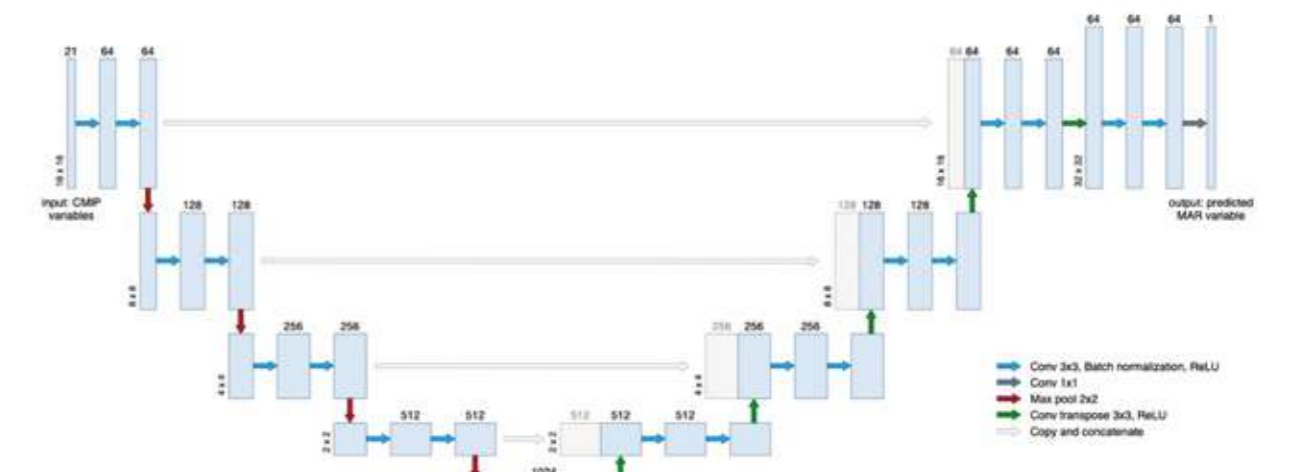 21 64 64
64 64 64 64
64 64 64 1
16 x 16
16 x 16
32 x 32
input: CMIP
variables
output: predicted
MAR variable
128 128
128 128 128
8 x 8
8 x 8
256 256
256 256 256
4 x 4
4 x 4
Conv 3x3, Batch normalization, ReLU
Conv 1x1
Max pool 2x2
Conv transpose 3x3, ReLU
Copy and concatenate
512 512
512 512 512
2 x 2
2 x 2